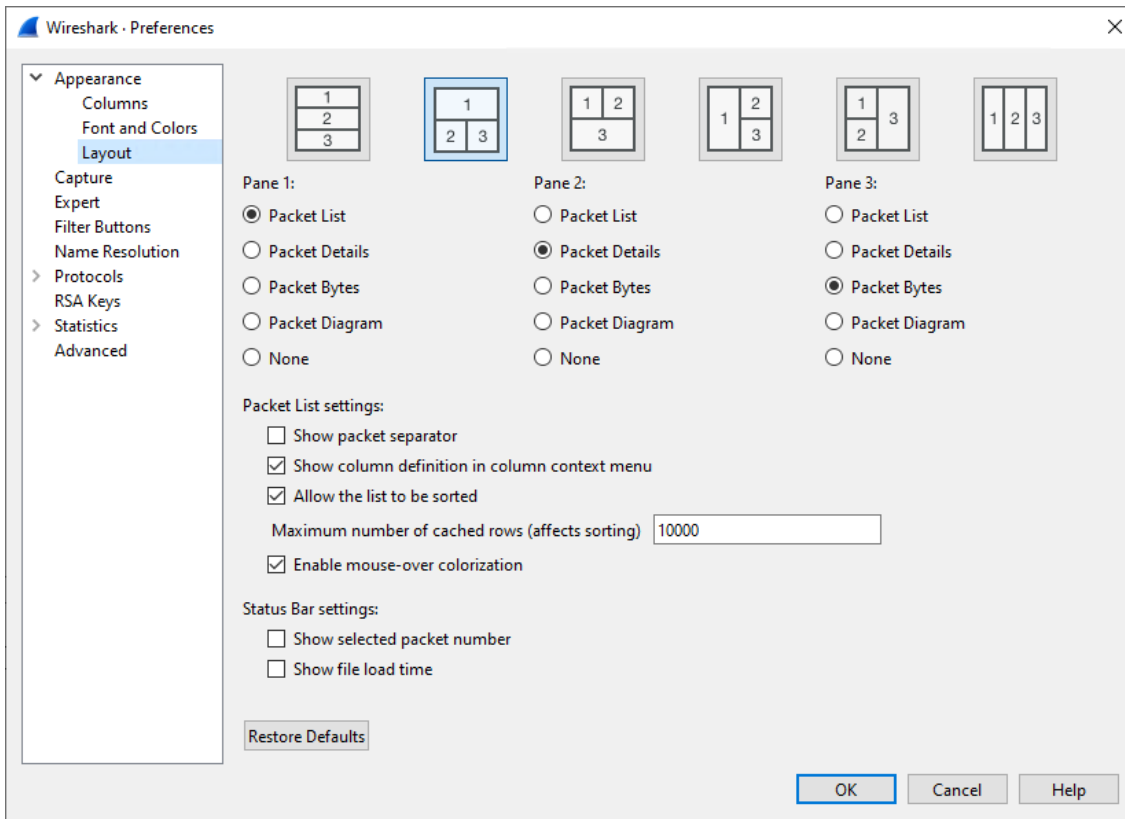 Wireshark · Preferences
Appearance
Columns
Font and Colors
Layout
Capture
Expert
Filter Buttons
Name Resolution
Protocols
RSA Keys
Statistics
Advanced
1
2
3
1
2 3
1 2
3
1
2
3
1
2
3
1 2 3
Pane 1: Pane 2: Pane 3:
Packet List Packet List Packet List
Packet Details Packet Details Packet Details
Packet Bytes Packet Bytes Packet Bytes
Packet Diagram Packet Diagram Packet Diagram
None None None
Packet List settings:
Show packet separator
Show column definition in column context menu
Allow the list to be sorted
Maximum number of cached rows (affects sorting) 10000
Enable mouse-over colorization
Status Bar settings:
Show selected packet number
Show file load time
Restore Defaults
OK Cancel Help